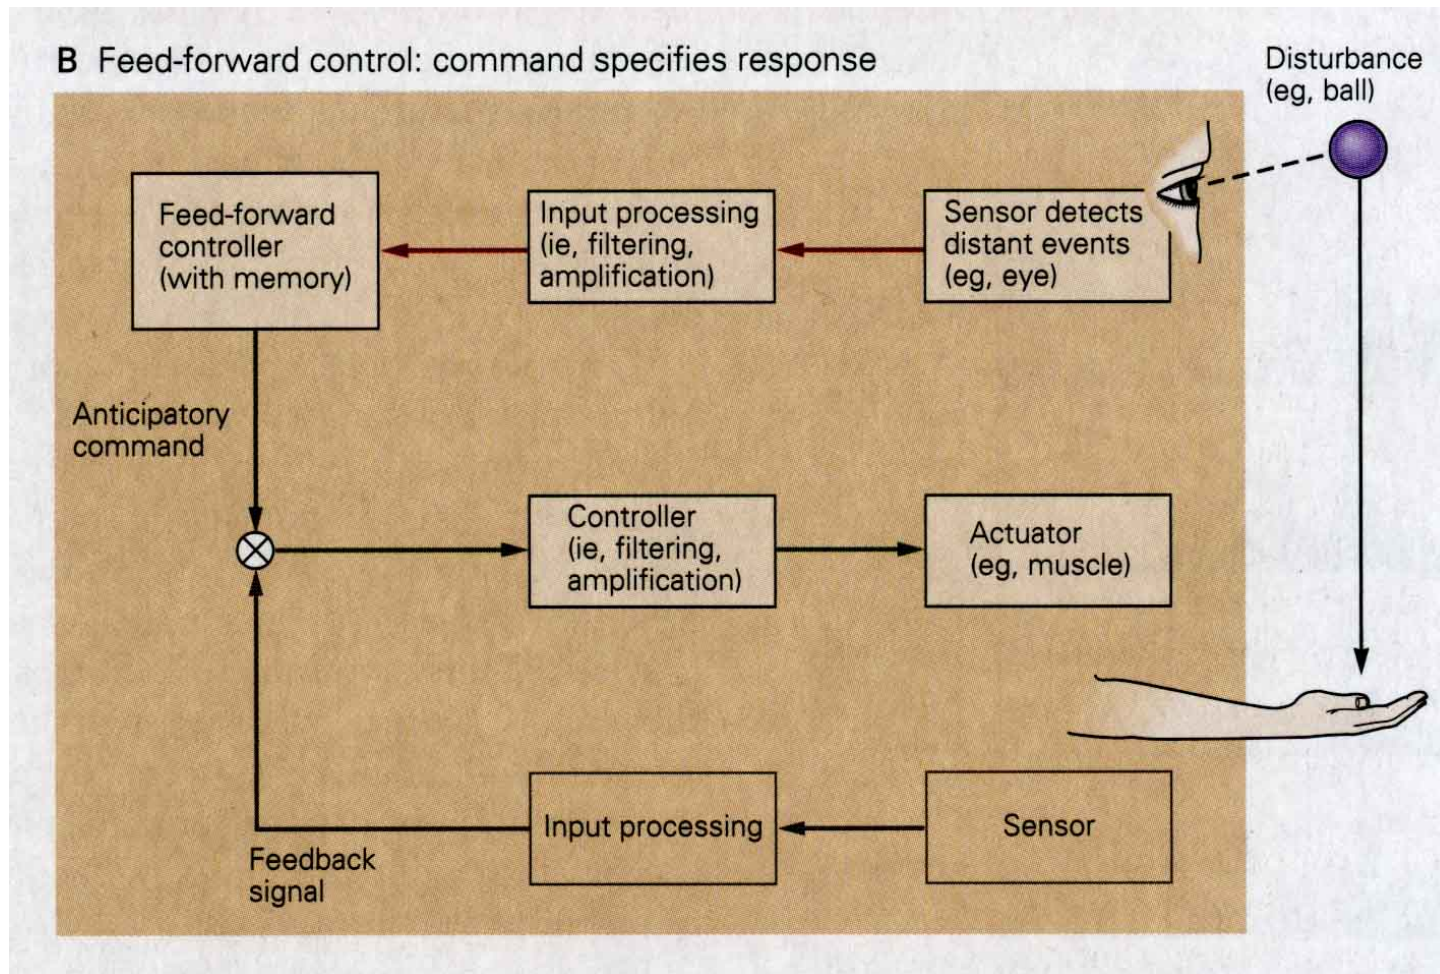 B Feed-forward control: command specifies response
Disturbance
(eg, ball)
Feed-forward
controller
(with memory)
Input processing
(ie, filtering,
amplification)
Sensor detects
distant events
(eg, eye)
Anticipatory
command
Controller
(ie, filtering,
amplification)
Actuator
(eg, muscle)
Input processing
Sensor
Feedback
signal